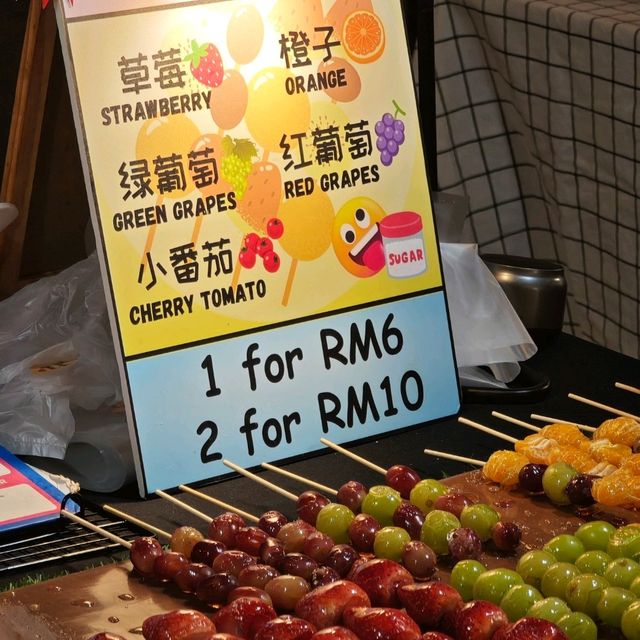 草莓
STRAWBERRY
橙子
ORANGE
绿葡萄
GREEN GRAPES
红葡萄
RED GRAPES
小番茄
CHERRY TOMATO
SUGAR
1 for RM6
2 for RM10